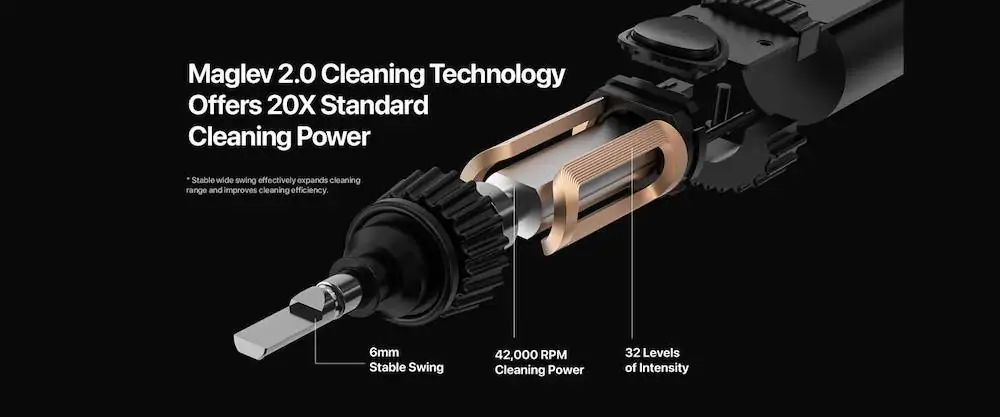 Maglev 2.0 Cleaning Technology
Offers 20X Standard
Cleaning Power
* Stable wide swing effectively expands cleaning
range and improves cleaning efficiency.
6mm
Stable Swing
42,000 RPM
Cleaning Power
32 Levels
of Intensity